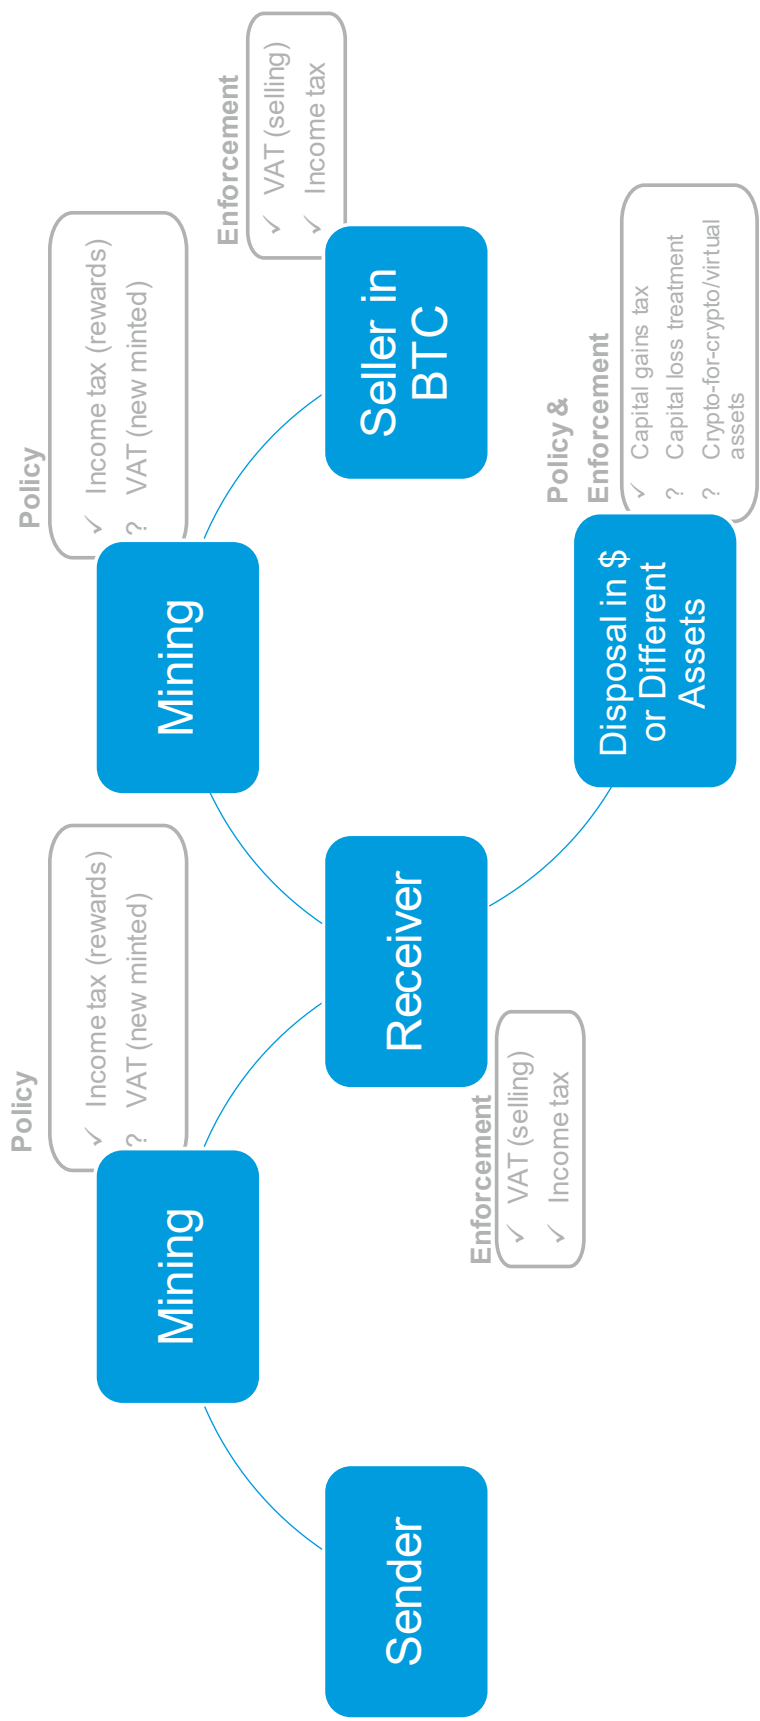 Sender
Mining
Policy
✓ Income tax (rewards)
? VAT (new minted)
Receiver
Enforcement
✓ VAT (selling)
✓ Income tax
Mining
Policy
✓ Income tax (rewards)
? VAT (new minted)
Seller in
BTC
Enforcement
✓ VAT (selling)
✓ Income tax
Disposal in $
or Different
Assets
Policy &
Enforcement
✓ Capital gains tax
? Capital loss treatment
? Crypto-for-crypto/virtual
assets